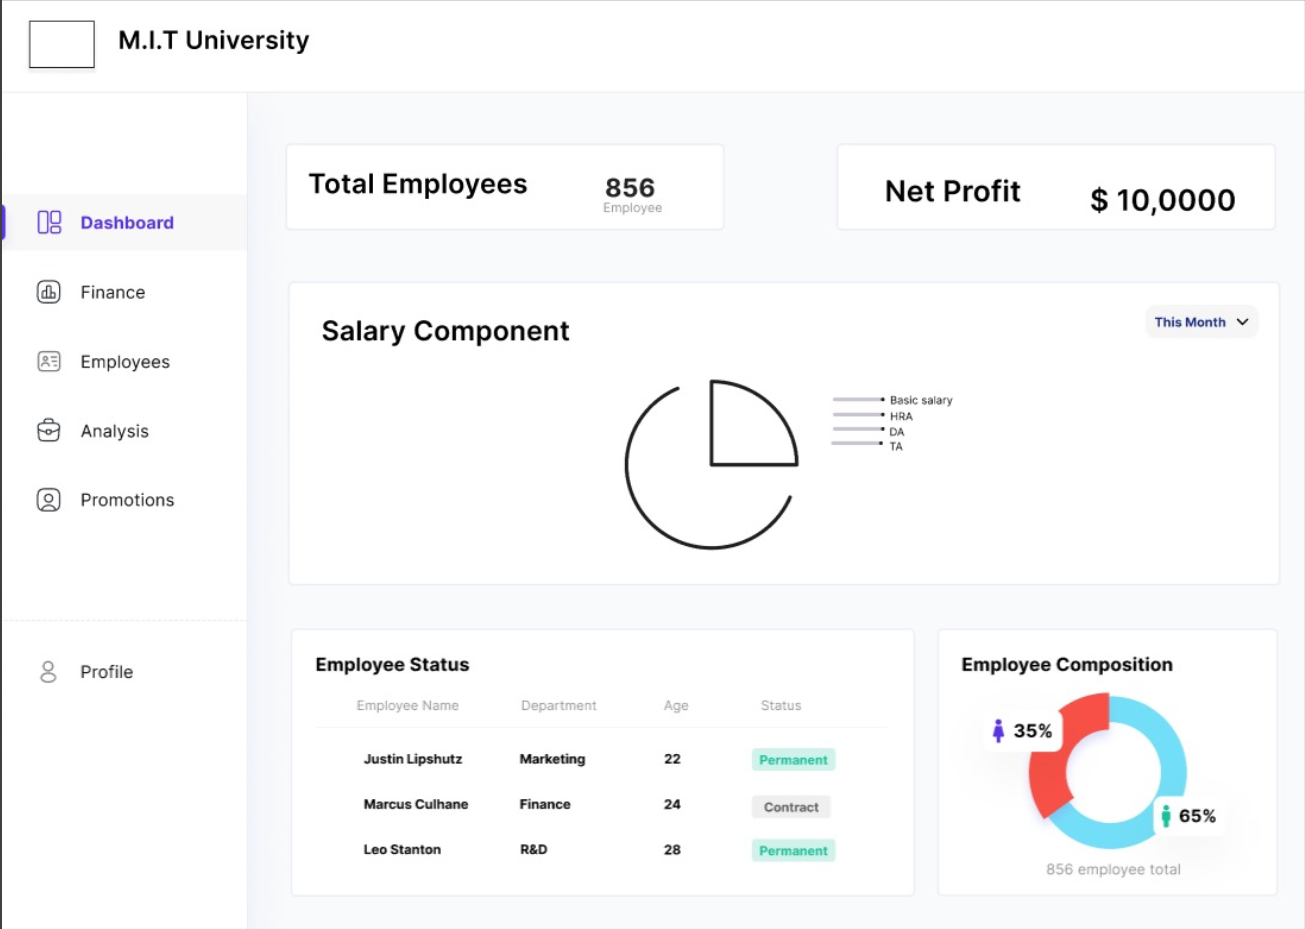 M.I.T University
Dashboard
Finance
Employees
Analysis
Promotions
Profile
Total Employees
856
Employee
Net Profit
$ 10,0000
Salary Component
This Month
Basic salary
HRA
DA
TA
Employee Status
Employee Name Department Age Status
Justin Lipshutz Marketing 22 Permanent
Marcus Culhane Finance 24 Contract
Leo Stanton R&D 28 Permanent
Employee Composition
35%
65%
856 employee total